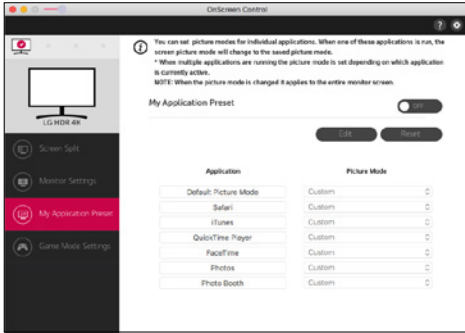 OnScreen Control
?
You can set picture modes for individual applications. When one of these applications is run, the
screen picture mode will change to the saved picture mode.
* When multiple applications are running the picture mode is set depending on which application
is currently active.
NOTE: When the picture mode is changed it applies to the entire monitor screen.
My Application Preset
OFF
LG HDR 4K
Edit
Reset
Screen Split
Monitor Settings
My Application Preset
Game Mode Settings
Application
Picture Mode
Default Picture Mode
Custom
Safari
Custom
iTunes
Custom
QuickTime Player
Custom
FaceTime
Custom
Photos
Custom
Photo Booth
Custom